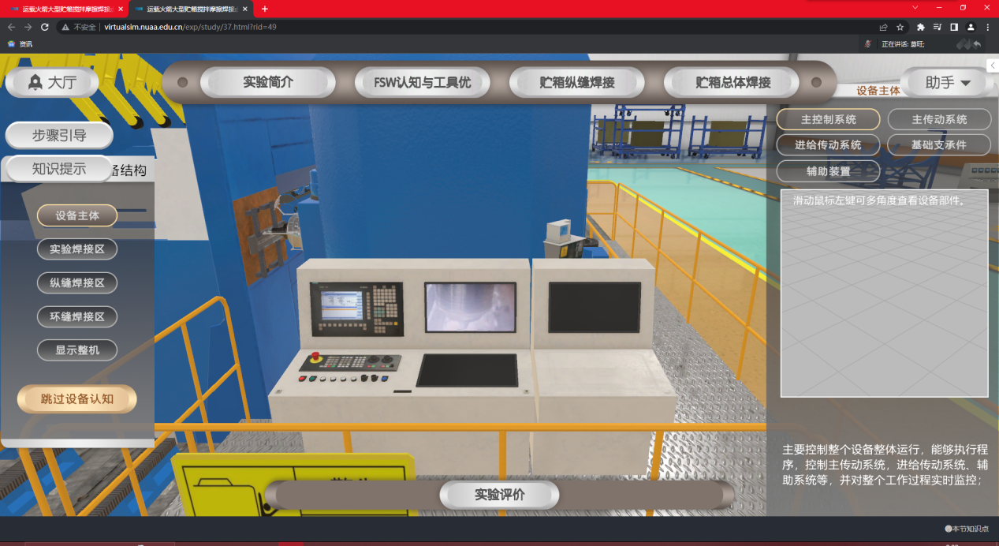 运载火箭大型贮箱搅拌摩擦焊接
运载火箭大型贮箱搅拌摩擦焊接
不安全
virtualsim.nuaa.edu.cn/exp/study/37.html?rid=49
资讯
正在讲话: 葛旺;
大厅
实验简介
FSW认知与工具优
贮箱纵缝焊接
贮箱总体焊接
设备主体
助手
步骤引导
知识提示
备结构
设备主体
实验焊接区
纵缝焊接区
环缝焊接区
显示整机
跳过设备认知
主控制系统
主传动系统
进给传动系统
基础支承件
辅助装置
滑动鼠标左键可多角度查看设备部件。
主要控制整个设备整体运行，能够执行程
序，控制主传动系统，进给传动系统、辅
助系统等，并对整个工作过程实时监控；
实验评价
本节知识点